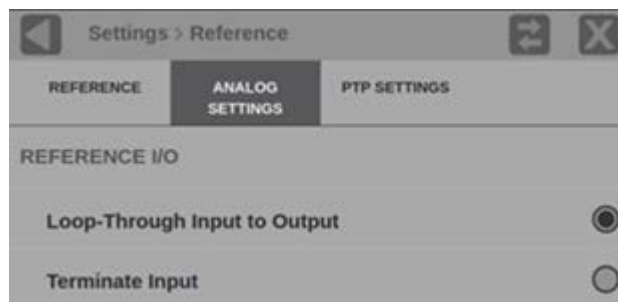 Settings > Reference
REFERENCE
ANALOG
SETTINGS
PTP SETTINGS
REFERENCE I/O
Loop-Through Input to Output
Terminate Input